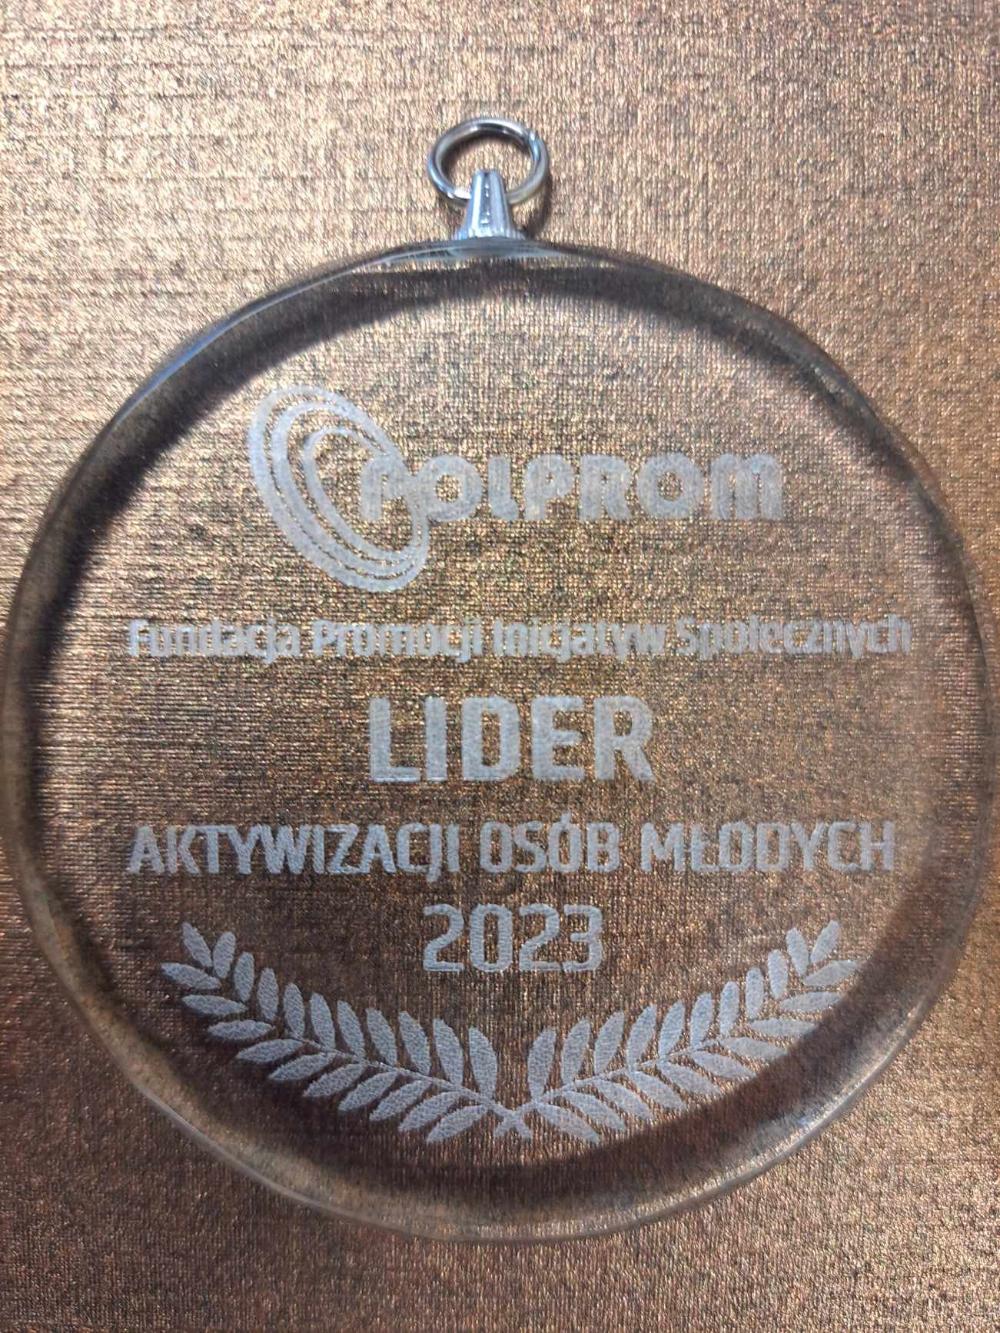 POLPROM
Fundacja Promocji Inicjatyw Społecznych
LIDER
AKTYWIZACJI OSÓB MŁODYCH
2023